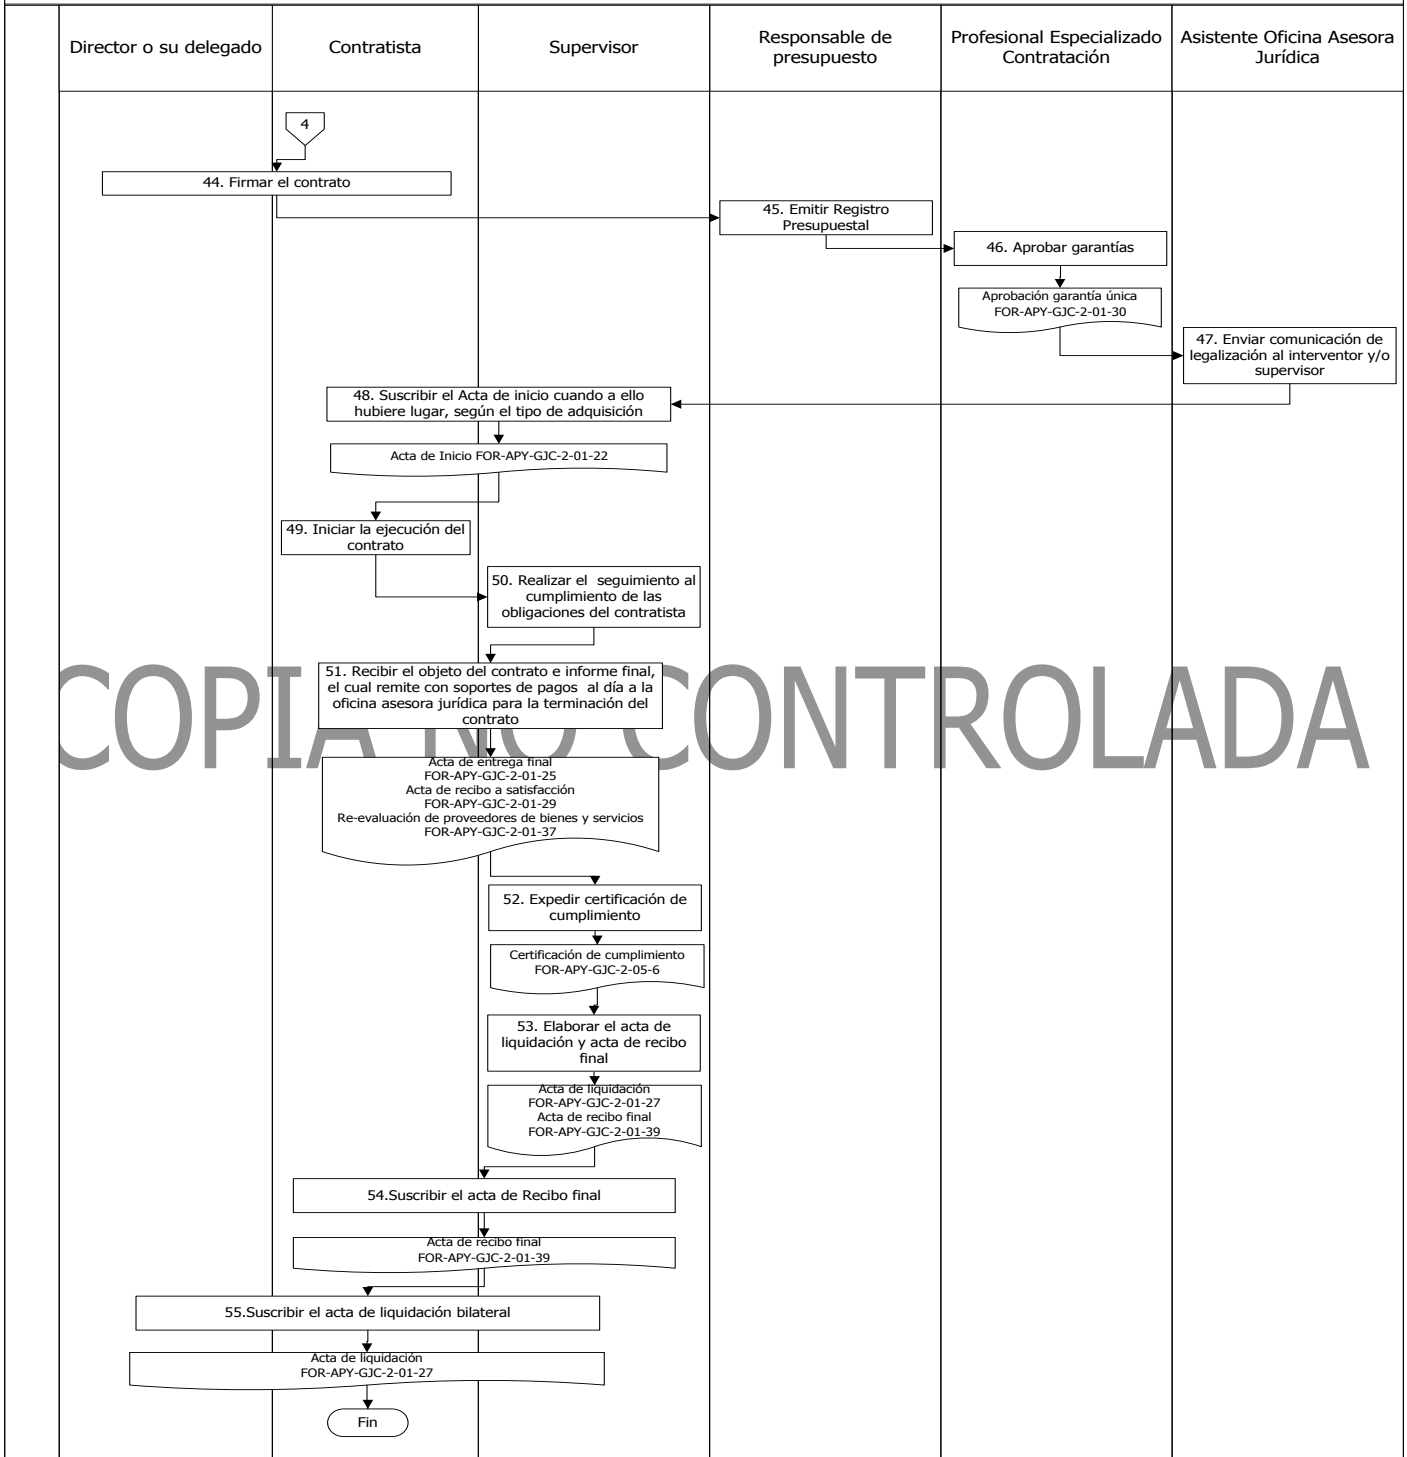 Director o su delegado
Contratista
Supervisor
Responsable de
presupuesto
Profesional Especializado
Contratación
Asistente Oficina Asesora
Jurídica
4
44. Firmar el contrato
45. Emitir Registro
Presupuestal
46. Aprobar garantías
Aprobación garantía única
FOR-APY-GJC-2-01-30
47. Enviar comunicación de
legalización al interventor y/o
supervisor
48. Suscribir el Acta de inicio cuando a ello
hubiere lugar, según el tipo de adquisición
Acta de Inicio FOR-APY-GJC-2-01-22
49. Iniciar la ejecución del
contrato
50. Realizar el seguimiento al
cumplimiento de las
obligaciones del contratista
COPIA NO CONTROLADA
51. Recibir el objeto del contrato e informe final,
el cual remite con soportes de pagos al día a la
oficina asesora jurídica para la terminación del
contrato
Acta de entrega final
FOR-APY-GJC-2-01-25
Acta de recibo a satisfacción
FOR-APY-GJC-2-01-29
Re-evaluación de proveedores de bienes y servicios
FOR-APY-GJC-2-01-37
52. Expedir certificación de
cumplimiento
Certificación de cumplimiento
FOR-APY-GJC-2-05-6
53. Elaborar el acta de
liquidación y acta de recibo
final
Acta de liquidación
FOR-APY-GJC-2-01-27
Acta de recibo final
FOR-APY-GJC-2-01-39
54.Suscribir el acta de Recibo final
Acta de recibo final
FOR-APY-GJC-2-01-39
55.Suscribir el acta de liquidación bilateral
Acta de liquidación
FOR-APY-GJC-2-01-27
Fin